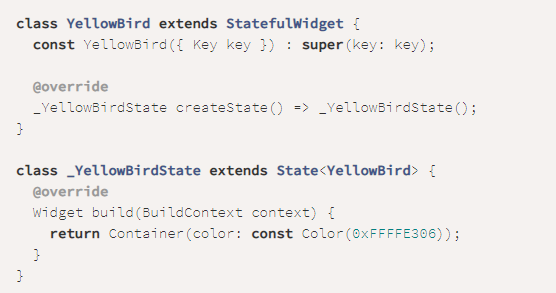 class YellowBird extends StatefulWidget {
  const YellowBird({ Key key }) : super(key: key);

  @override
  _YellowBirdState createState() => _YellowBirdState();
}

class _YellowBirdState extends State<YellowBird> {
  @override
  Widget build(BuildContext context) {
    return Container(color: const Color(0xFFFFE306));
  }
}